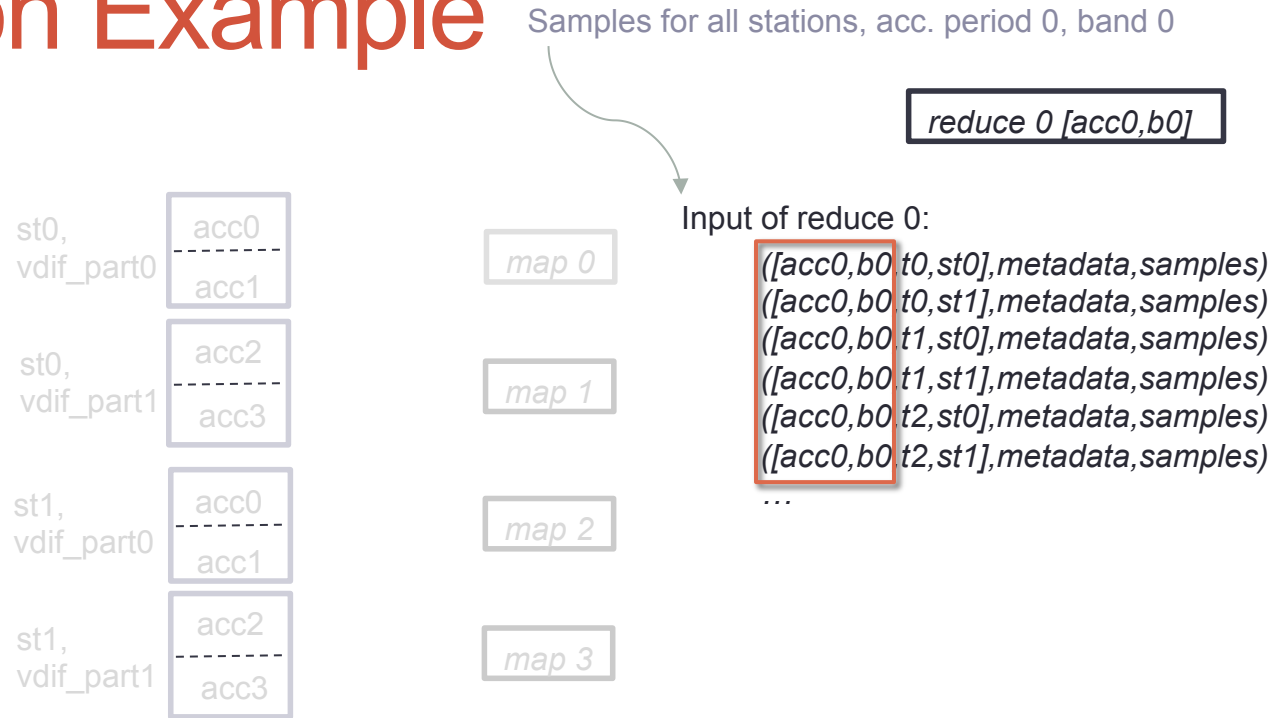 on Example
Samples for all stations, acc. period 0, band 0
reduce 0 [acc0,b0]
st0,
vdif_part0
acc0
acc1
map 0
st0,
vdif_part1
acc2
acc3
map 1
st1,
vdif_part0
acc0
acc1
map 2
st1,
vdif_part1
acc2
acc3
map 3
Input of reduce 0:
([acc0,b0,t0,st0],metadata,samples)
([acc0,b0,t0,st1],metadata,samples)
([acc0,b0,t1,st0],metadata,samples)
([acc0,b0,t1,st1],metadata,samples)
([acc0,b0,t2,st0],metadata,samples)
([acc0,b0,t2,st1],metadata,samples)
…